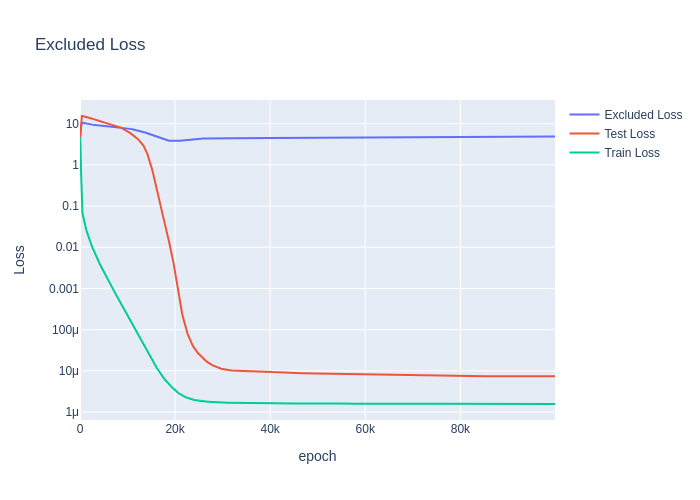 Excluded Loss
10
1
0.1
0.01
0.001
100μ
10μ
1μ
Loss
0
20k
40k
60k
80k
epoch
Excluded Loss
Test Loss
Train Loss